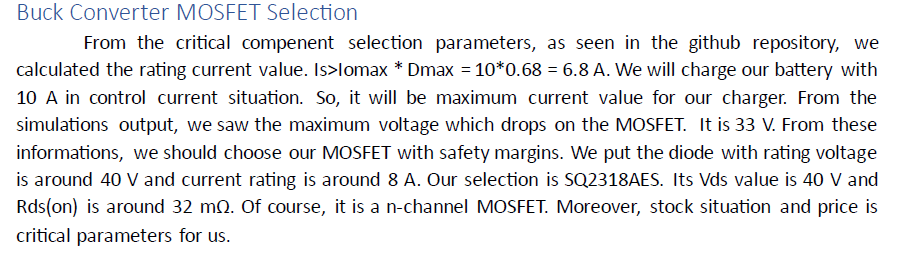 Buck Converter MOSFET Selection
From the critical compenent selection parameters, as seen in the github repository, we
calculated the rating current value. Is>Iomax * Dmax = 10*0.68 = 6.8 A. We will charge our battery with
10 A in control current situation. So, it will be maximum current value for our charger. From the
simulations output, we saw the maximum voltage which drops on the MOSFET. It is 33 V. From these
informations, we should choose our MOSFET with safety margins. We put the diode with rating voltage
is around 40 V and current rating is around 8 A. Our selection is SQ2318AES. Its Vds value is 40 V and
Rds(on) is around 32 mΩ. Of course, it is a n-channel MOSFET. Moreover, stock situation and price is
critical parameters for us.